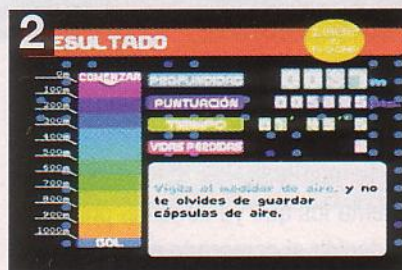 2
ESULTADO
0m COMENZAR
PROFUNDIDAD m
100m
PUNTUACIÓN
200m
300m
TIEMPO
400m
VIDAS PERDIDAS
500m
600m
700m
Vigila el medidor de aire, y no
800m
te olvides de guardar
900m
cápsulas de aire.
1000m
GOL